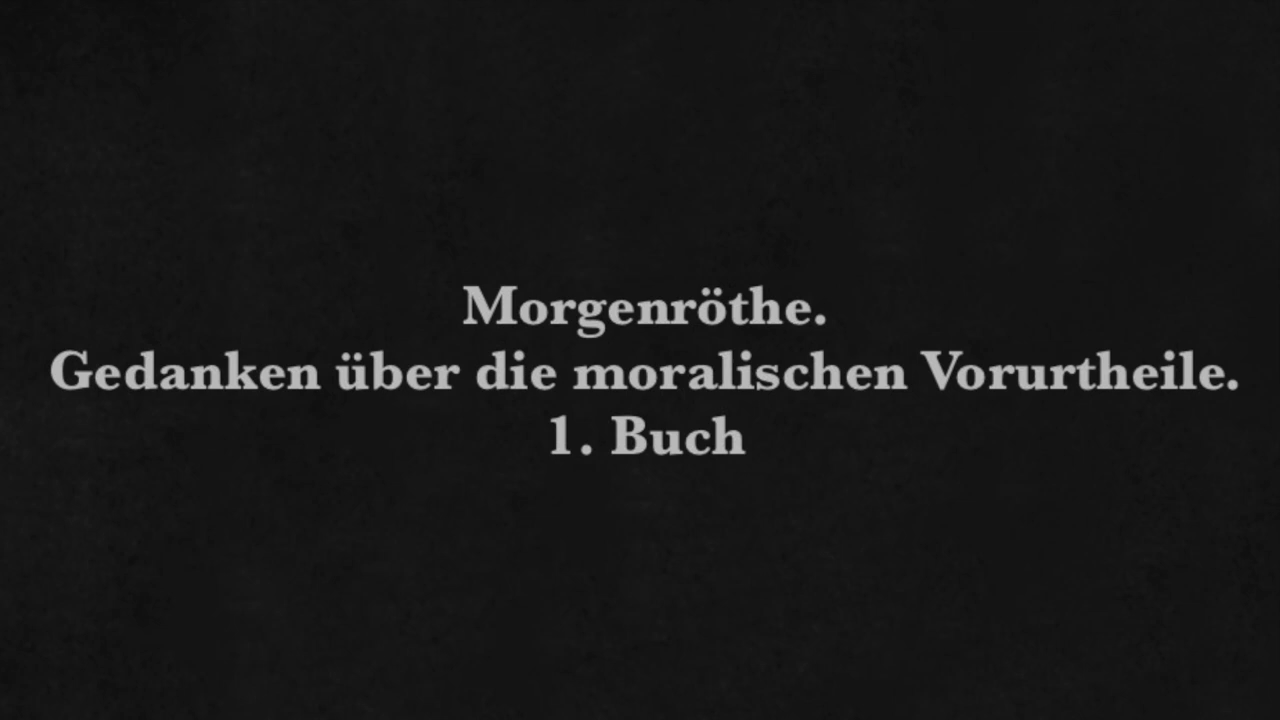 Morgenröthe.
Gedanken über die moralischen Vorurtheile.
1. Buch